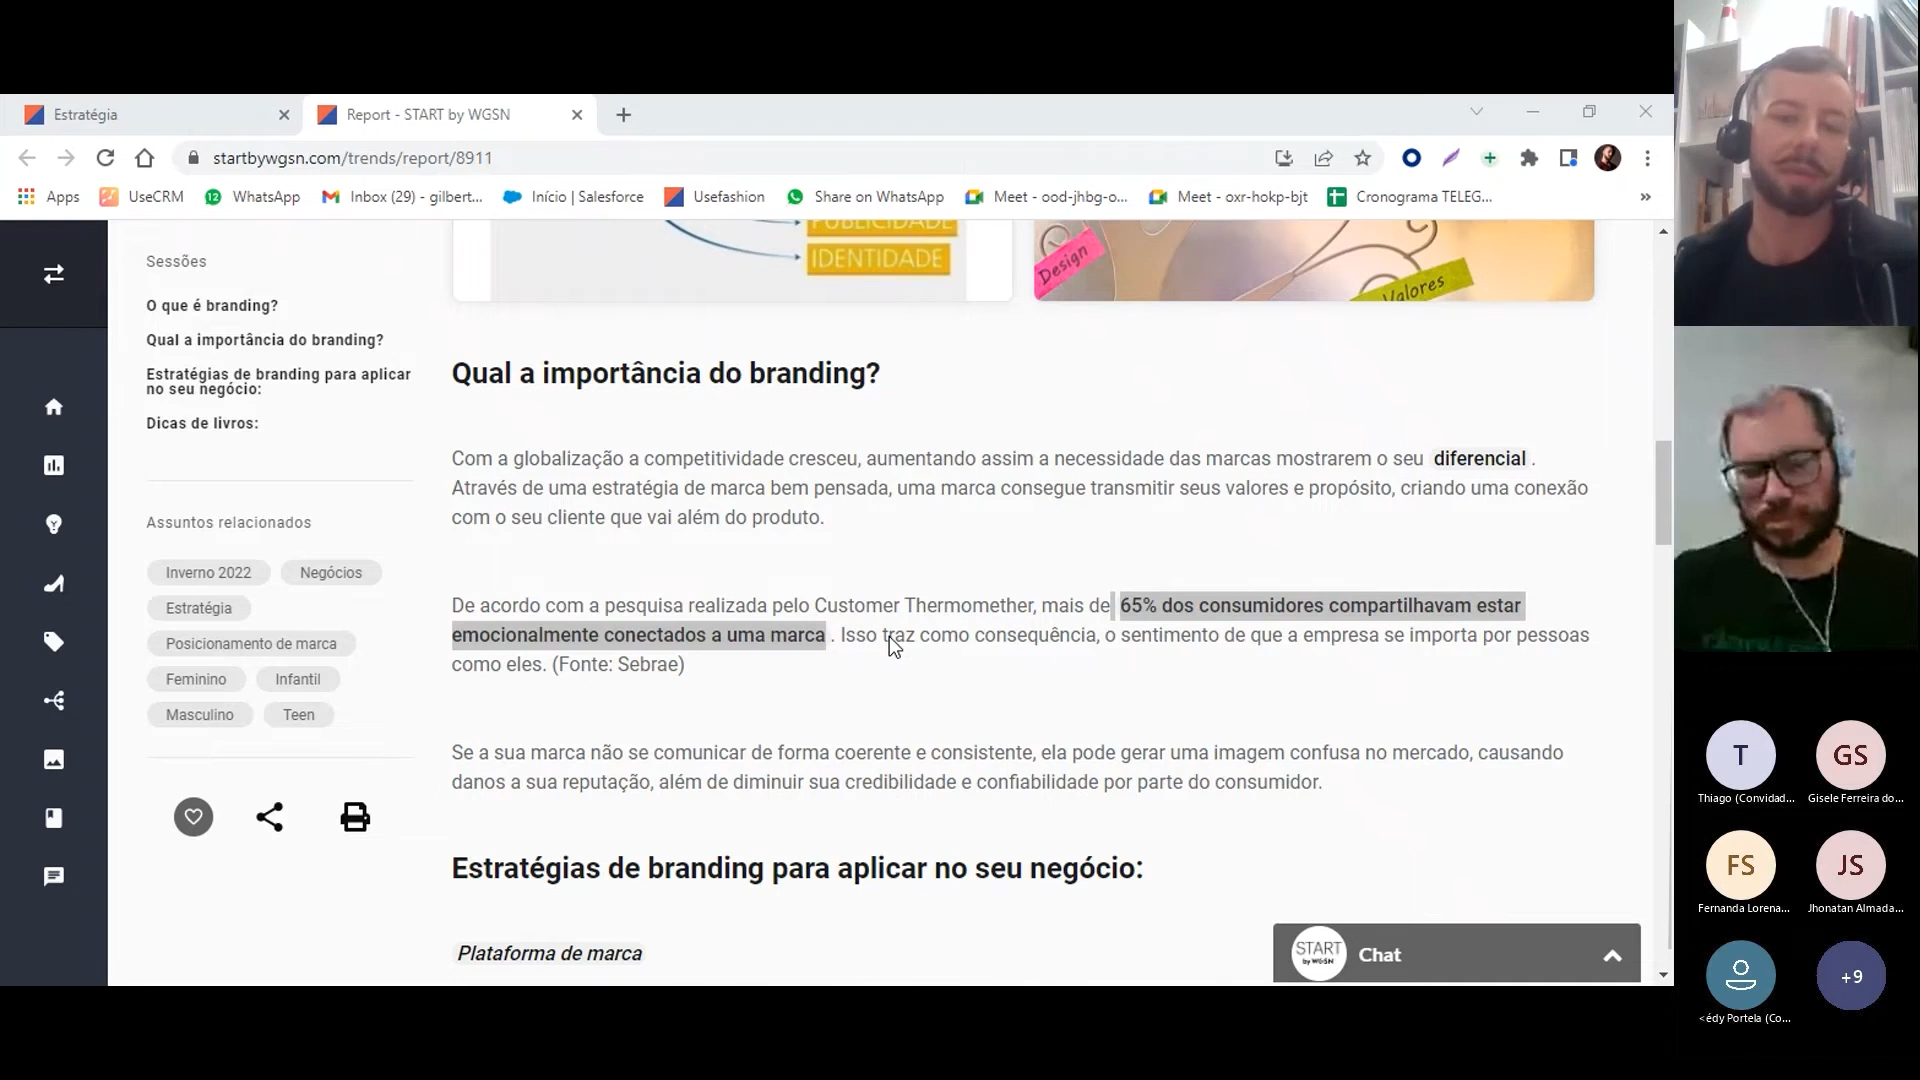 Estratégia
Report - START by WGSN
startbywgsn.com/trends/report/8911
Apps
UseCRM
12
WhatsApp
Inbox (29) - gilbert...
Início | Salesforce
Usefashion
Share on WhatsApp
Meet - ood-jhbg-o...
Meet - oxr-hokp-bjt
Cronograma TELEG...
»
PUBLICIDADE
IDENTIDADE
Design
Valores
Sessões
O que é branding?
Qual a importância do branding?
Estratégias de branding para aplicar
no seu negócio:
Dicas de livros:
Assuntos relacionados
Inverno 2022
Negócios
Estratégia
Posicionamento de marca
Feminino
Infantil
Masculino
Teen
Qual a importância do branding?
Com a globalização a competitividade cresceu, aumentando assim a necessidade das marcas mostrarem o seu diferencial .
Através de uma estratégia de marca bem pensada, uma marca consegue transmitir seus valores e propósito, criando uma conexão
com o seu cliente que vai além do produto.
De acordo com a pesquisa realizada pelo Customer Thermomether, mais de 65% dos consumidores compartilhavam estar
emocionalmente conectados a uma marca . Isso traz como consequência, o sentimento de que a empresa se importa por pessoas
como eles. (Fonte: Sebrae)
Se a sua marca não se comunicar de forma coerente e consistente, ela pode gerar uma imagem confusa no mercado, causando
danos a sua reputação, além de diminuir sua credibilidade e confiabilidade por parte do consumidor.
Estratégias de branding para aplicar no seu negócio:
Plataforma de marca
START
by WGSN
Chat
T
Thiago (Convidad...
GS
Gisele Ferreira do...
FS
Fernanda Lorena...
JS
Jhonatan Almada...
<édy Portela (Co...
+9